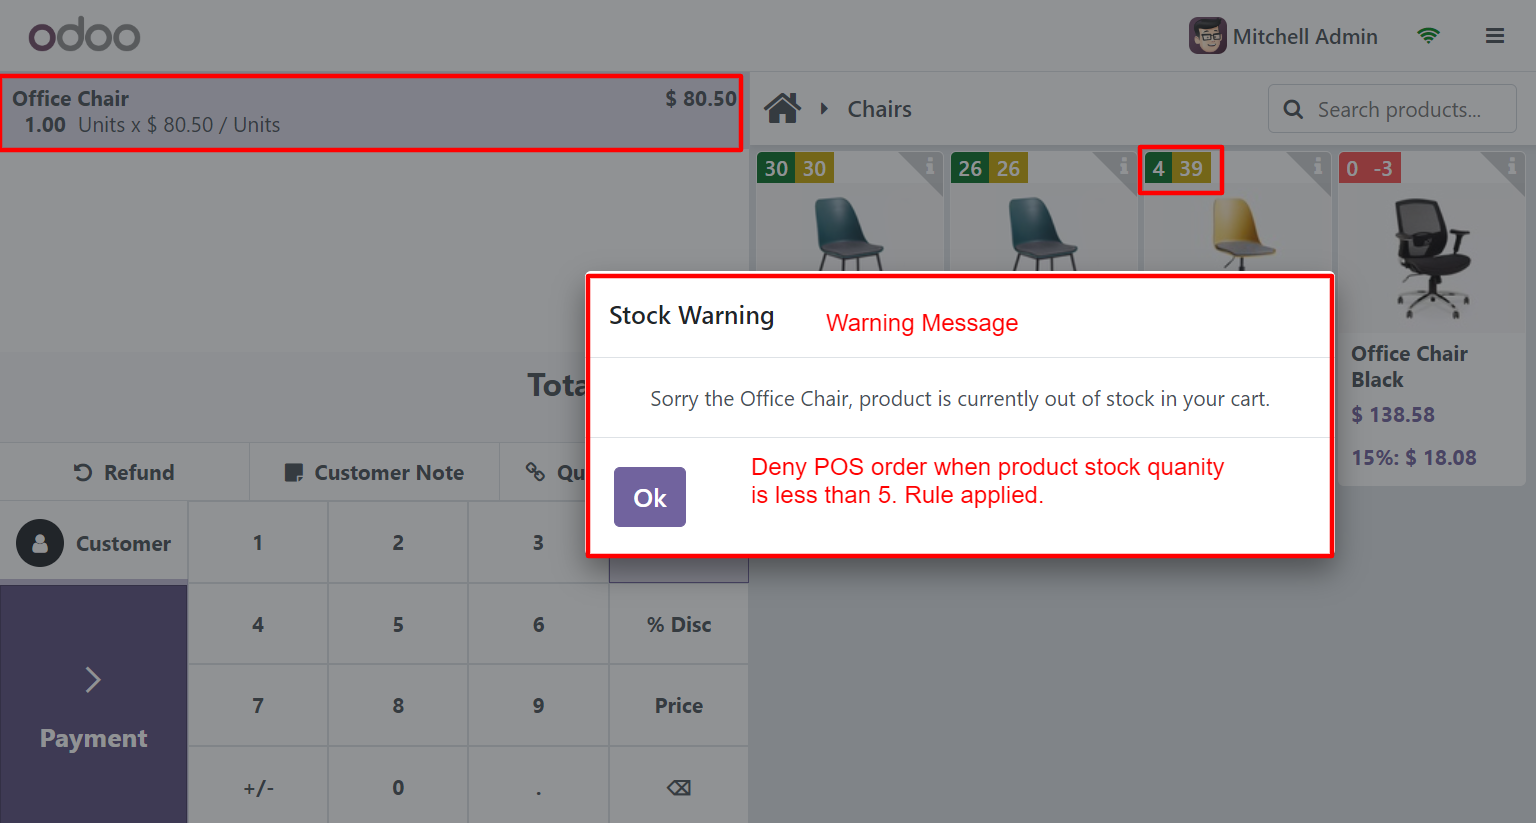 odoo
Mitchell Admin
Office Chair $ 80.50
1.00 Units x $ 80.50 / Units
Chairs
Search products...
30 30
26 26
4 39
0 -3
Office Chair
Black
$ 138.58
15%: $ 18.08
Stock Warning
Warning Message
Sorry the Office Chair, product is currently out of stock in your cart.
Deny POS order when product stock quanity
is less than 5. Rule applied.
Ok
Tota
Refund
Customer Note
Qu
Customer
1 2 3
4 5 6 % Disc
7 8 9 Price
+/- 0 . ⌫
Payment